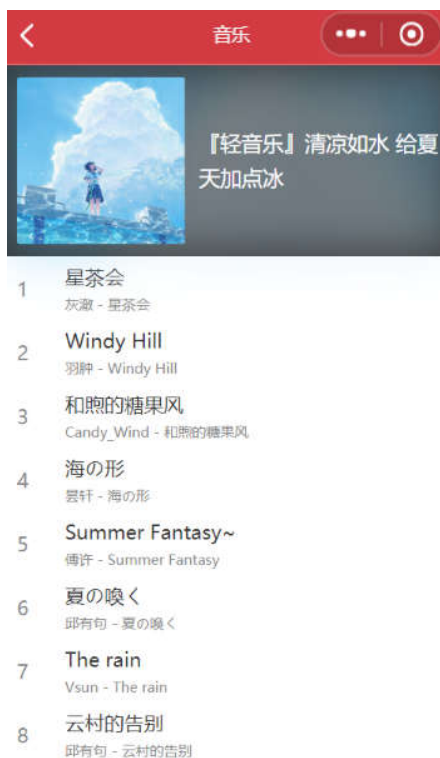 音乐
『轻音乐』清凉如水 给夏
天加点冰
1
星茶会
灰澈 - 星茶会
2
Windy Hill
羽肿 - Windy Hill
3
和煦的糖果风
Candy_Wind - 和煦的糖果风
4
海の形
昙轩 - 海の形
5
Summer Fantasy~
傅许 - Summer Fantasy
6
夏の喚く
邱有句 - 夏の喚く
7
The rain
Vsun - The rain
8
云村的告别
邱有句 - 云村的告别